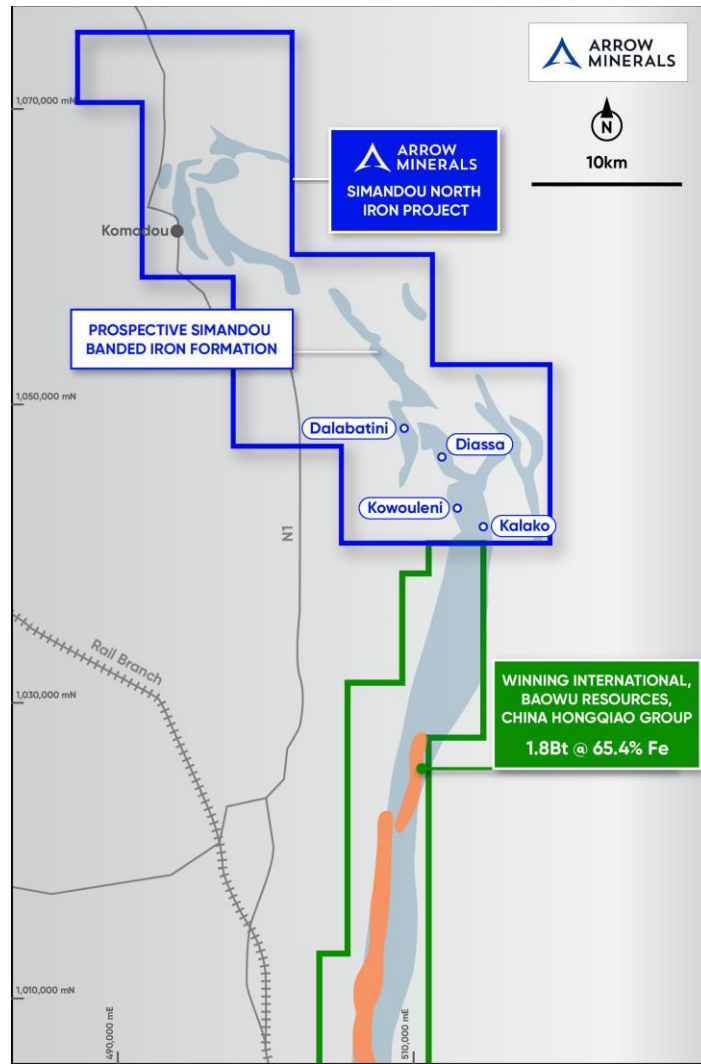 ARROW
MINERALS
N
10km
1,070,000 mN
ARROW
MINERALS
SIMANDOU NORTH
IRON PROJECT
Komodou
PROSPECTIVE SIMANDOU
BANDED IRON FORMATION
1,050,000 mN
Dalabatini
Diassa
Kowouleni
Kalako
N1
Rail Branch
1,030,000 mN
WINNING INTERNATIONAL,
BAOWU RESOURCES,
CHINA HONGQIAO GROUP
1.8Bt @ 65.4% Fe
1,010,000 mN
490,000 mE
510,000 mE